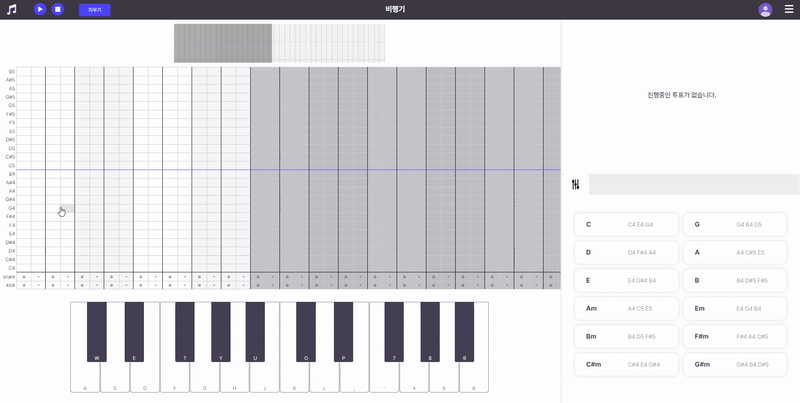 지우기
비행기
B5
A#5
A5
G#5
G5
F#5
F5
E5
D#5
D5
C#5
C5
B4
A#4
A4
G#4
G4
F#4
F4
E4
D#4
D4
C#4
C4
snare
kick
진행중인 투표가 없습니다.
C C4 E4 G4
G G4 B4 D5
D D4 F#4 A4
A A4 C#5 E5
E E4 G#4 B4
B B4 D#5 F#5
Am A4 C5 E5
Em E4 G4 B4
Bm B4 D5 F#5
F#m F#4 A4 C#5
C#m C#4 E4 G#4
G#m G#4 B4 D#5
W E T Y U O P 7 8 9
A S D F G H J K L ; ' 4 5 6